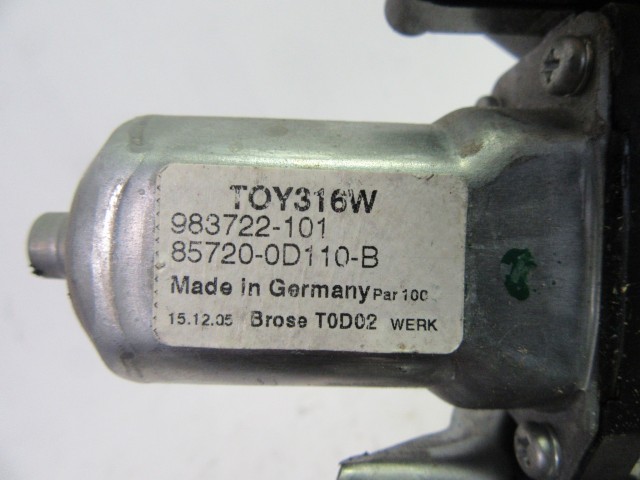 TOY316W
983722-101
85720-0D110-B
Made in Germany Par 100
15.12.05 Brose T0D02 WERK